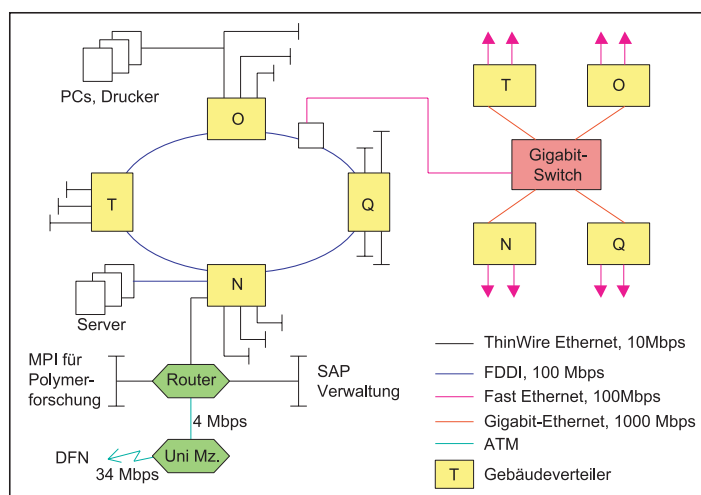 PCs, Drucker
O
T
Q
N
Server
MPI für
Polymer-
forschung
Router
SAP
Verwaltung
4 Mbps
DFN
Uni Mz.
34 Mbps
T
O
Gigabit-
Switch
N
Q
ThinWire Ethernet, 10Mbps
FDDI, 100 Mbps
Fast Ethernet, 100Mbps
Gigabit-Ethernet, 1000 Mbps
ATM
T
Gebäudeverteiler